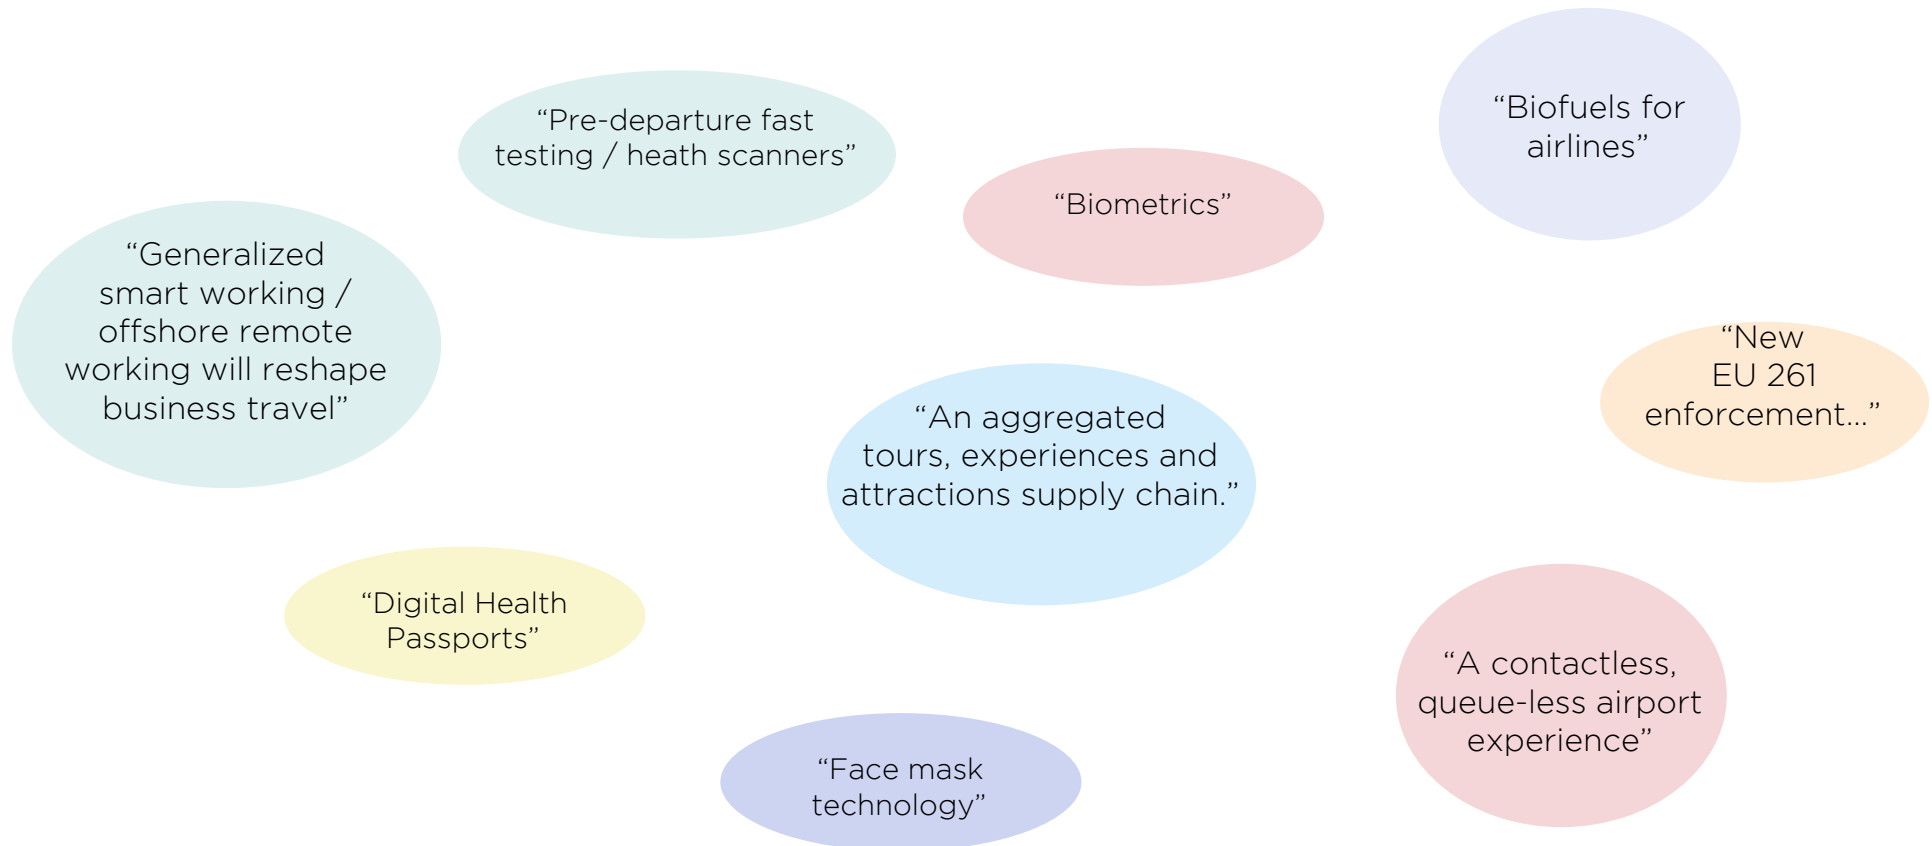 “Biofuels for
airlines”
“Pre-departure fast
testing / heath scanners”
“Biometrics”
“Generalized
smart working /
offshore remote
working will reshape
business travel”
“New
EU 261
enforcement...”
“An aggregated
tours, experiences and
attractions supply chain.”
“Digital Health
Passports”
“A contactless,
queue-less airport
experience”
“Face mask
technology”